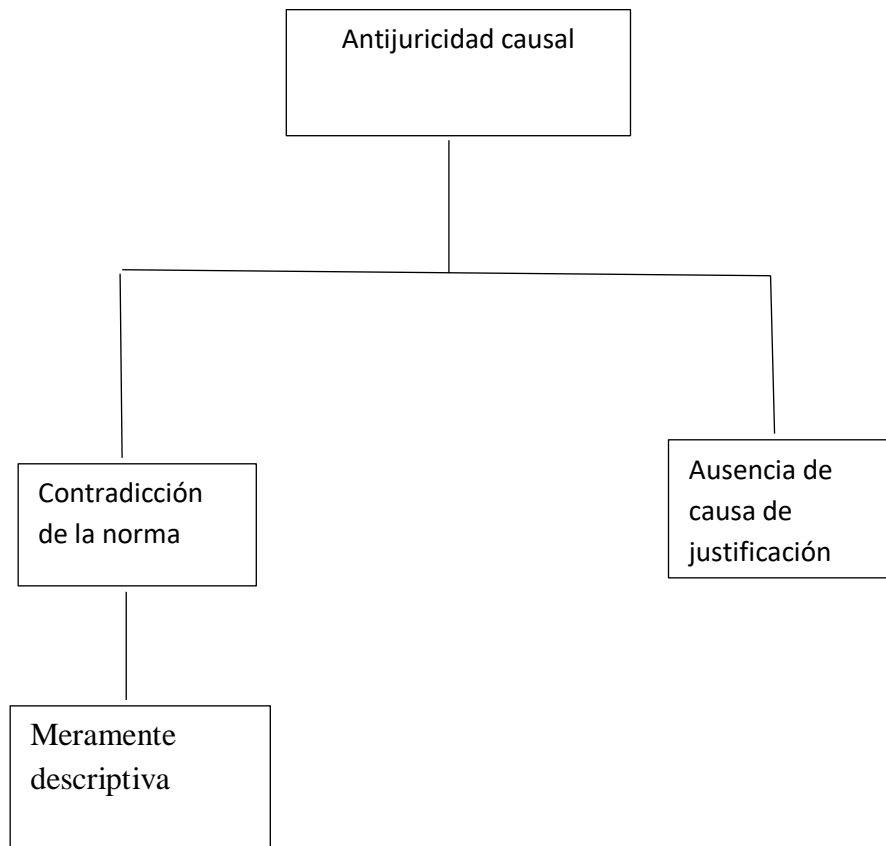 Antijuricidad causal
Contradicción
de la norma
Ausencia de
causa de
justificación
Meramente
descriptiva